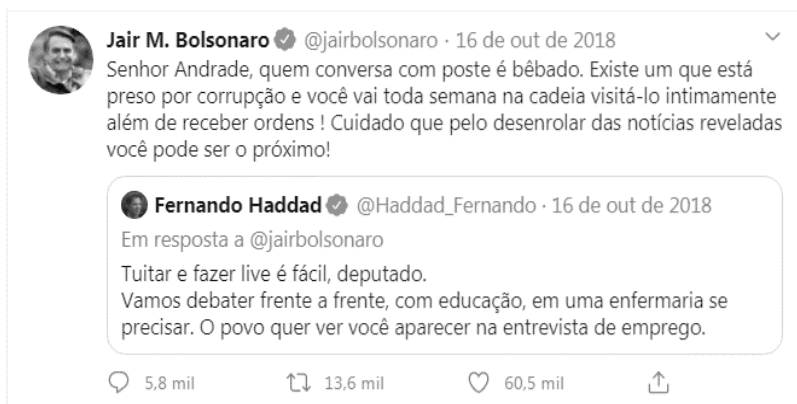 Jair M. Bolsonaro @jairbolsonaro · 16 de out de 2018
Senhor Andrade, quem conversa com poste é bêbado. Existe um que está
preso por corrupção e você vai toda semana na cadeia visitá-lo intimamente
além de receber ordens ! Cuidado que pelo desenrolar das notícias reveladas
você pode ser o próximo!
Fernando Haddad @Haddad_Fernando · 16 de out de 2018
Em resposta a @jairbolsonaro
Tuitar e fazer live é fácil, deputado.
Vamos debater frente a frente, com educação, em uma enfermaria se
precisar. O povo quer ver você aparecer na entrevista de emprego.
5,8 mil 13,6 mil 60,5 mil